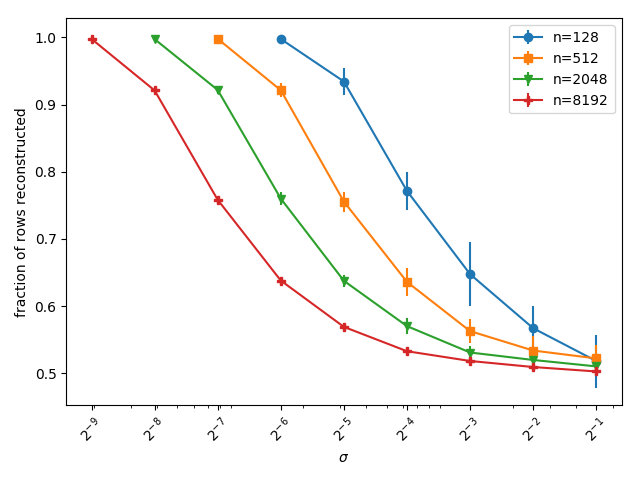 1.0
0.9
0.8
0.7
0.6
0.5
fraction of rows reconstructed
n=128
n=512
n=2048
n=8192
2⁻⁹ 2⁻⁸ 2⁻⁷ 2⁻⁶ 2⁻⁵ 2⁻⁴ 2⁻³ 2⁻² 2⁻¹
σ